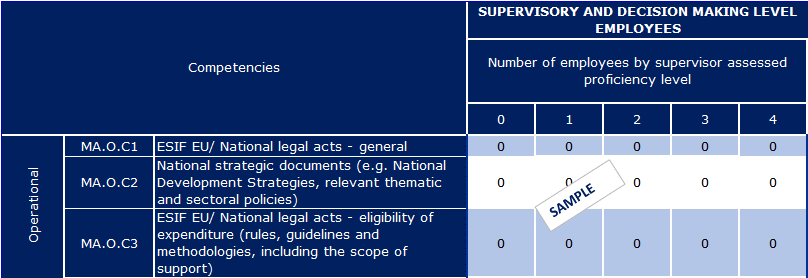 SUPERVISORY AND DECISION MAKING LEVEL
EMPLOYEES
Competencies
Number of employees by supervisor assessed
proficiency level
0 1 2 3 4
Operational
MA.O.C1 ESIF EU/ National legal acts - general 0 0 0 0 0
MA.O.C2 National strategic documents (e.g. National
Development Strategies, relevant thematic
and sectoral policies) 0 0 0 0 0
SAMPLE
MA.O.C3 ESIF EU/ National legal acts - eligibility of
expenditure (rules, guidelines and
methodologies, including the scope of
support) 0 0 0 0 0